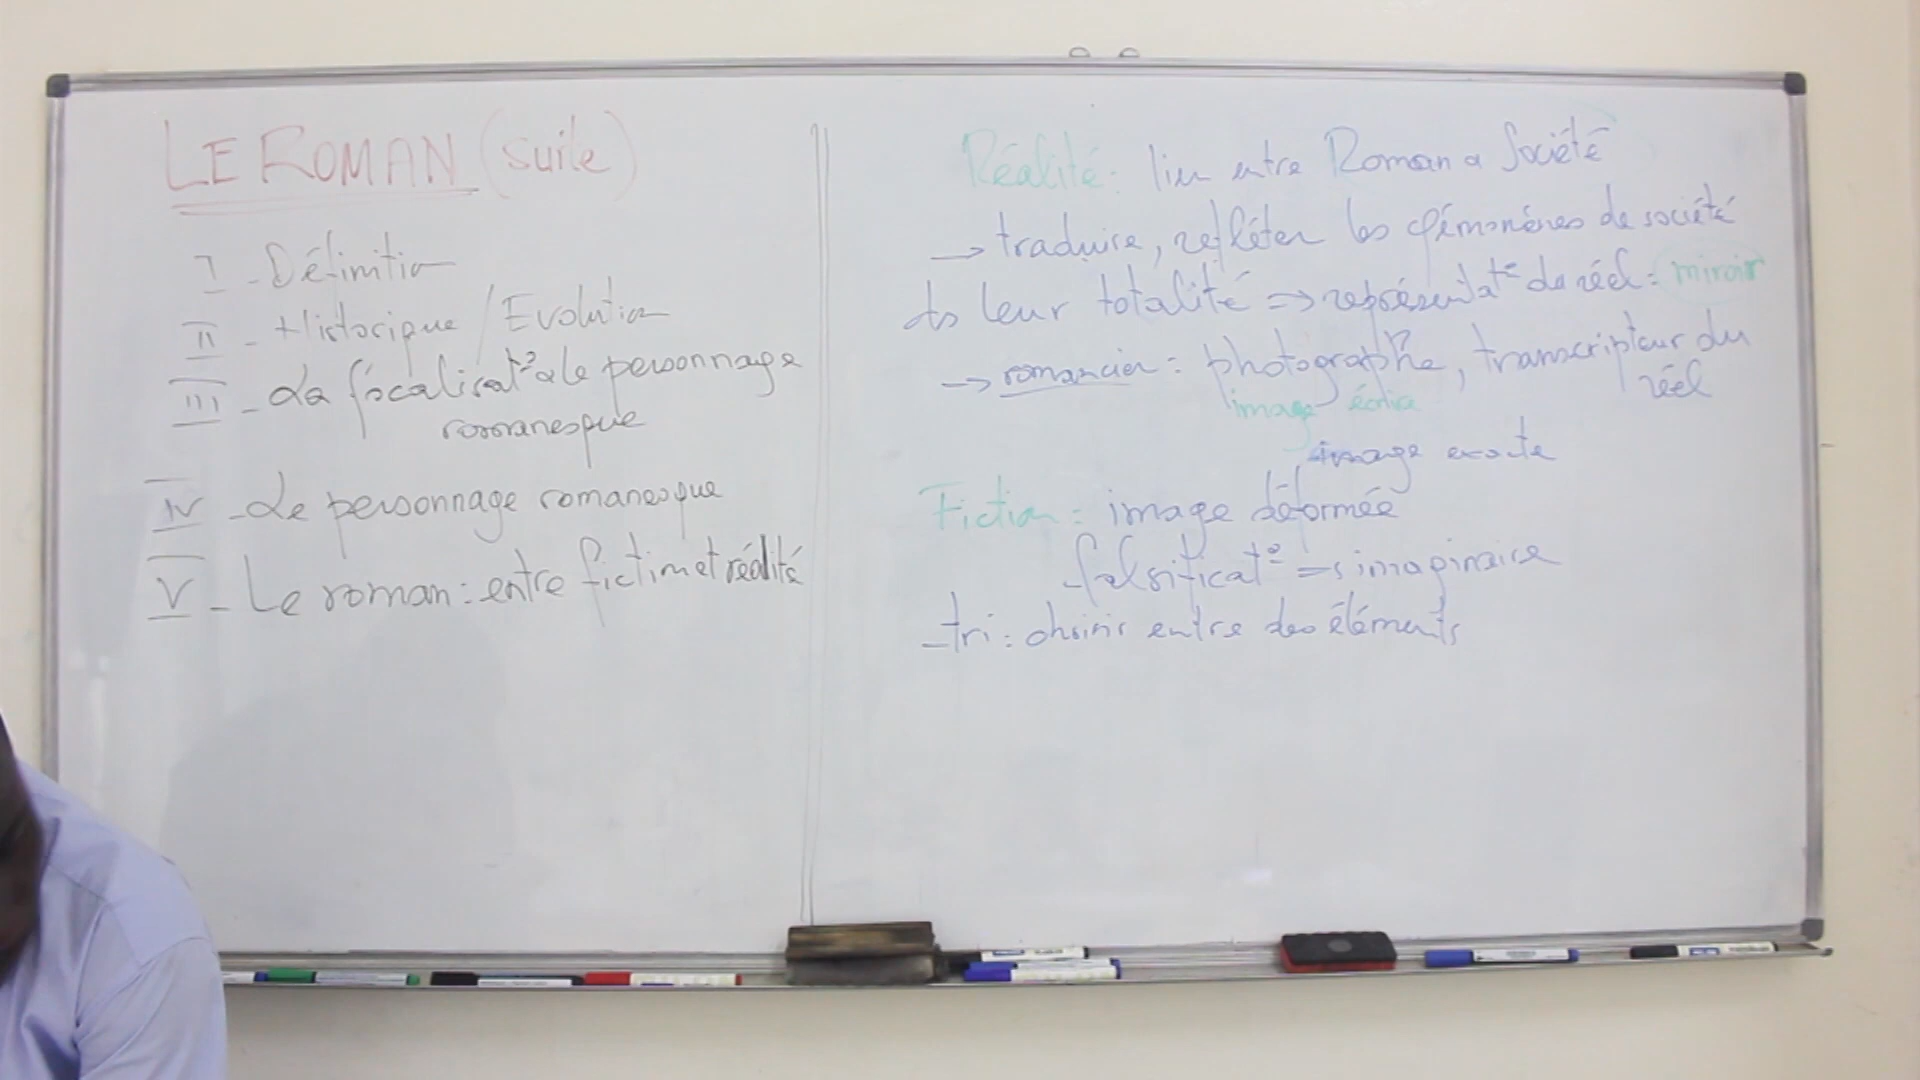 LE ROMAN (suite)
I - Définition
II - Historique / Evolution
III - La focalisat° & le personnage
romanesque
IV - Le personnage romanesque
V - Le roman : entre fiction et réalité
Réalité : lien entre Roman & Société
→ traduire, refléter les phénomènes de société
ds leur totalité => représentat° du réel = miroir
→ romancier : photographe, transcripteur du
réel
image écrite
image exacte
Fiction = image déformée
- falsificat° => imaginaire
- tri : choisir entre des éléments